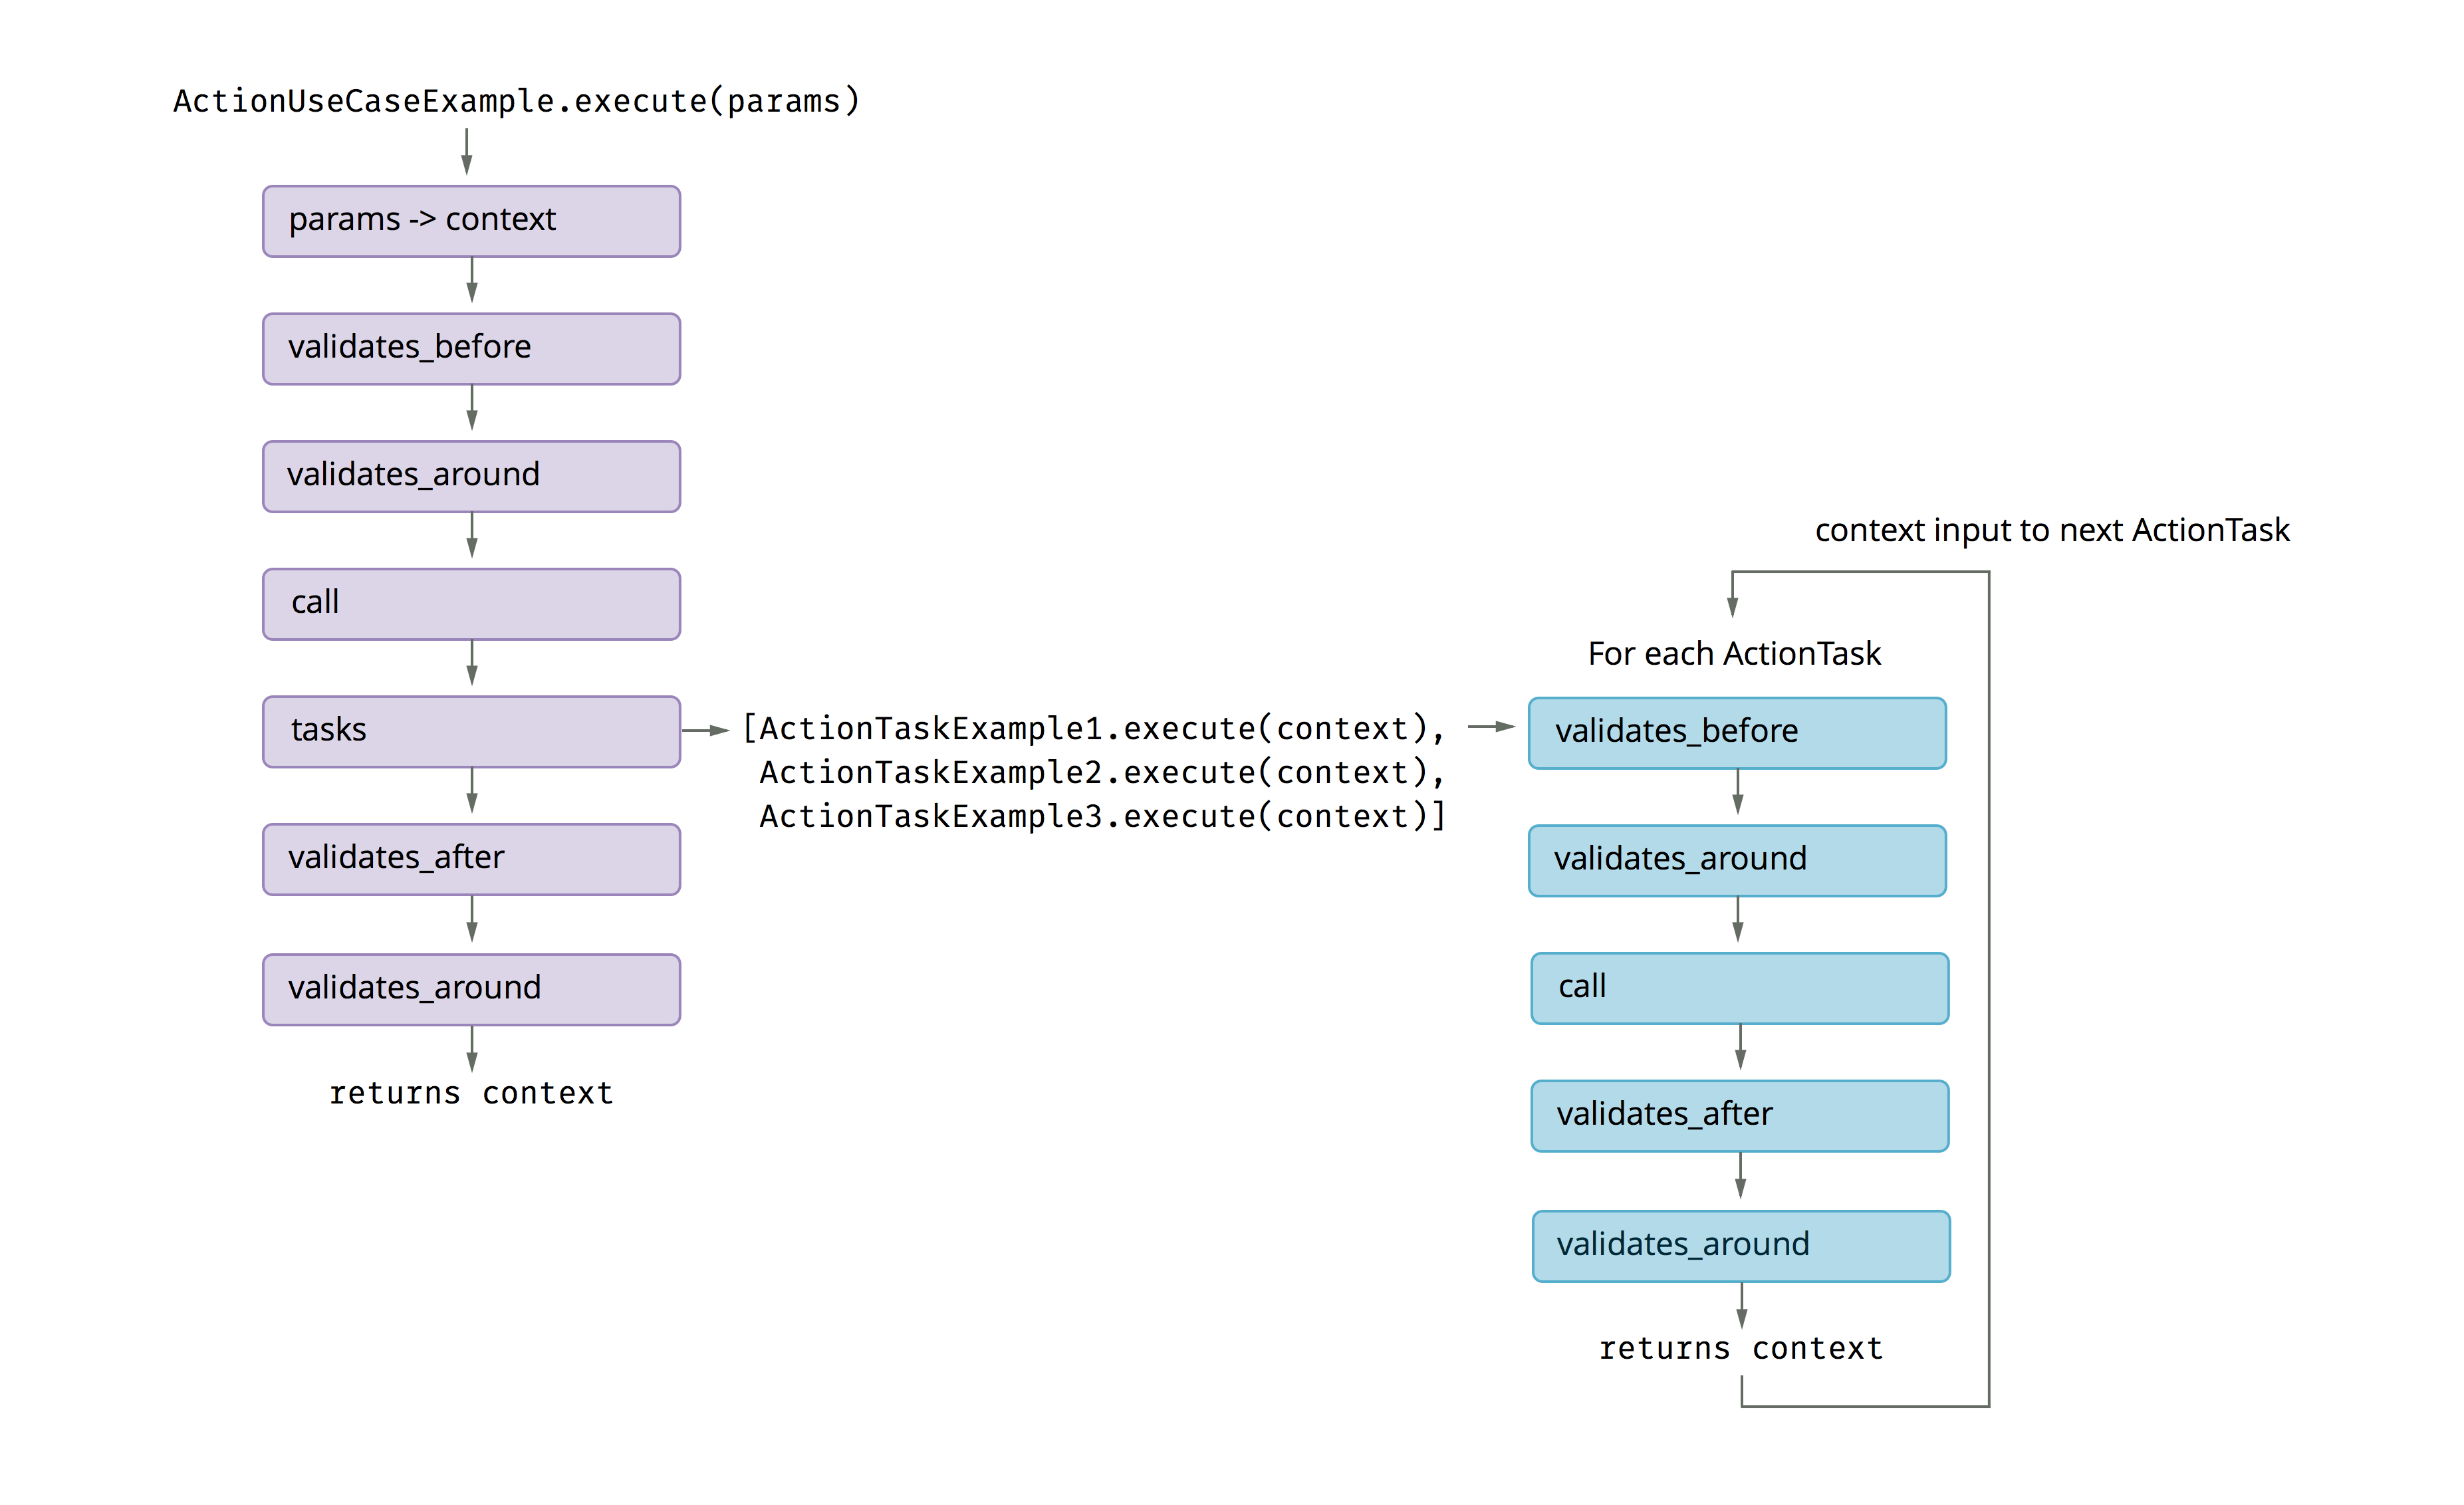 ActionUseCaseExample.execute(params)
params -> context
validates_before
validates_around
call
tasks
validates_after
validates_around
returns context
[ActionTaskExample1.execute(context),
ActionTaskExample2.execute(context),
ActionTaskExample3.execute(context)]
context input to next ActionTask
For each ActionTask
validates_before
validates_around
call
validates_after
validates_around
returns context